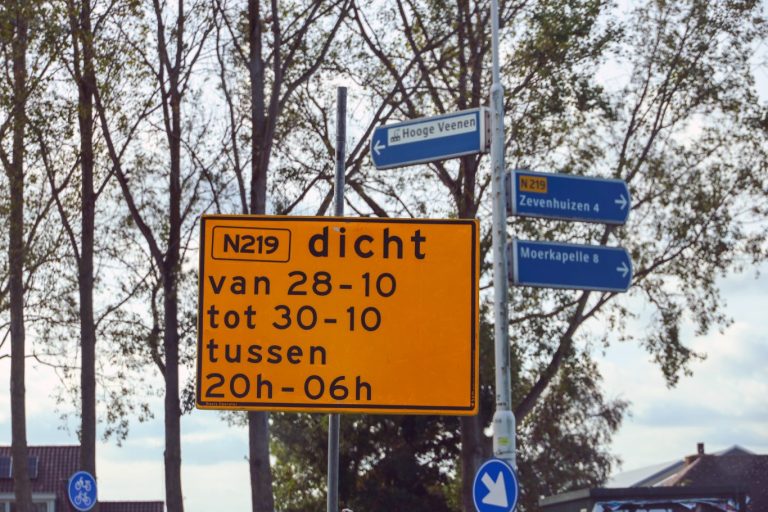 Hooge Veenen
N219
Zevenhuizen 4
Moerkapelle 8
N219 dicht
van 28-10
tot 30-10
tussen
20h-06h